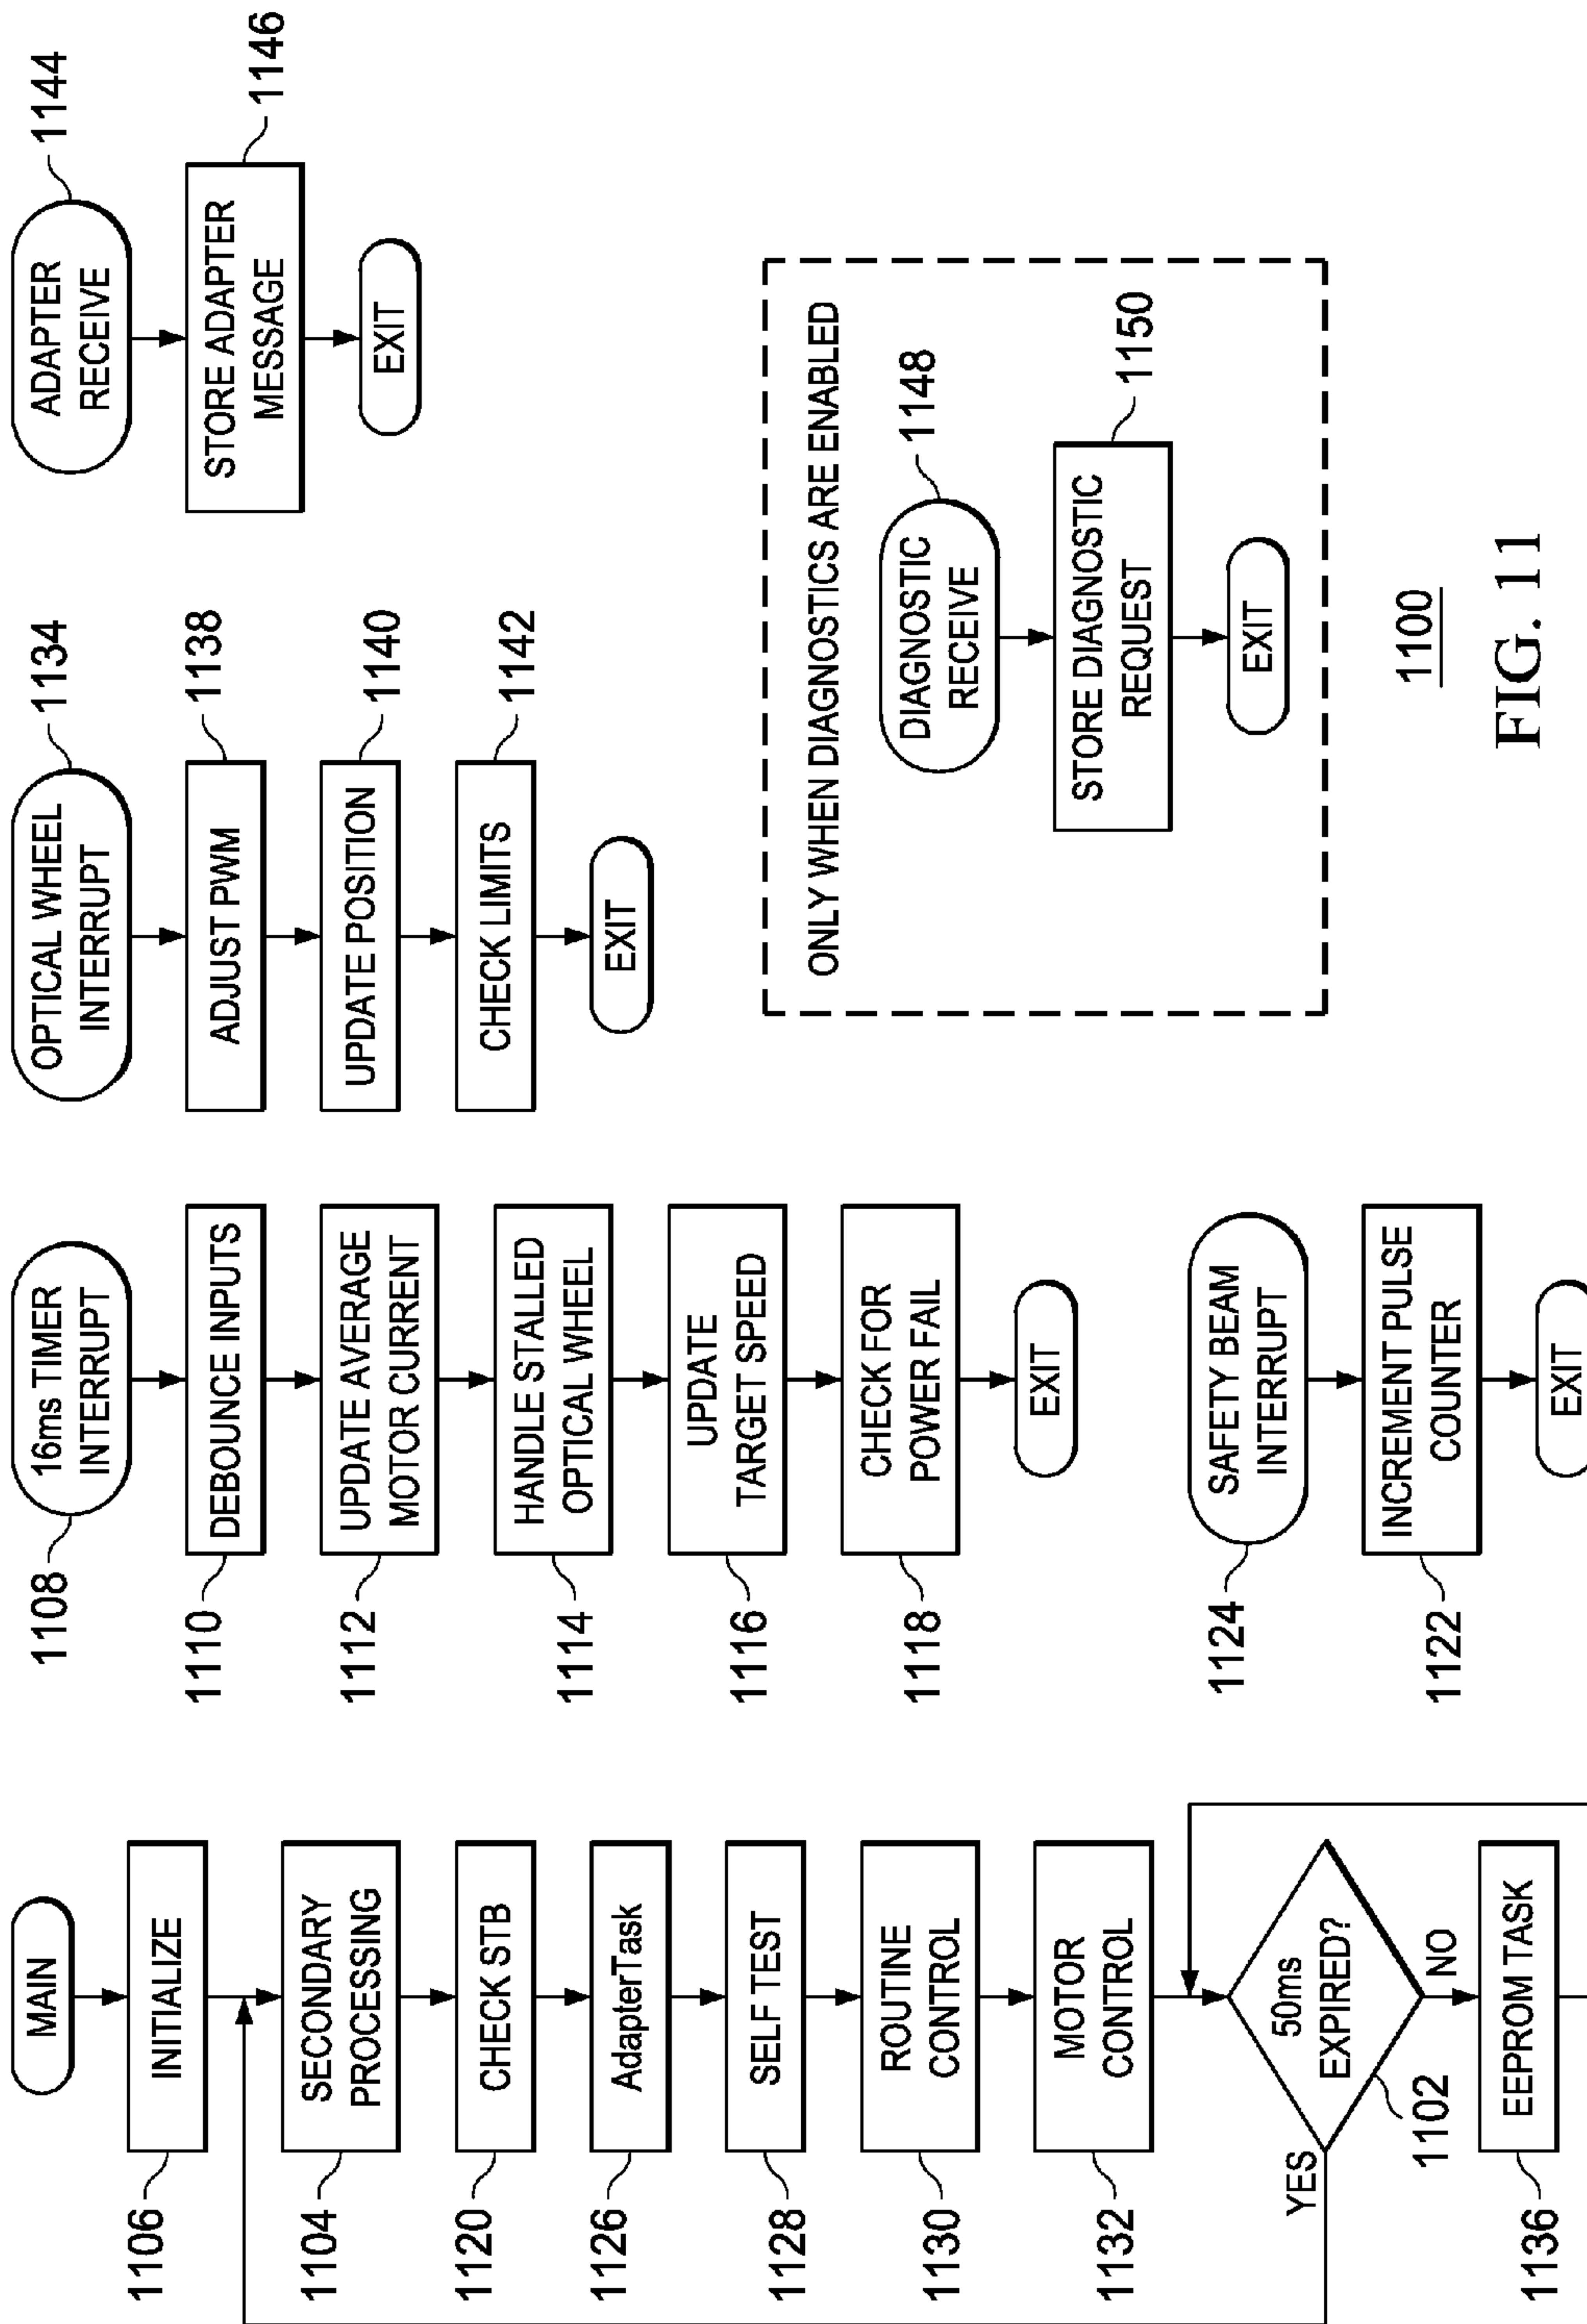 MAIN
1106
INITIALIZE
1104
SECONDARY
PROCESSING
1120
CHECK STB
1126
AdapterTask
1128
SELF TEST
1130
ROUTINE
CONTROL
1132
MOTOR
CONTROL
50ms
EXPIRED?
YES
1102
NO
1136
EEPROM TASK
16ms TIMER
INTERRUPT
1108
1110
DEBOUNCE INPUTS
1112
UPDATE AVERAGE
MOTOR CURRENT
1114
HANDLE STALLED
OPTICAL WHEEL
1116
UPDATE
TARGET SPEED
1118
CHECK FOR
POWER FAIL
EXIT
SAFETY BEAM
INTERRUPT
1124
1122
INCREMENT PULSE
COUNTER
EXIT
OPTICAL WHEEL
INTERRUPT
1134
ADJUST PWM
1138
UPDATE POSITION
1140
CHECK LIMITS
1142
EXIT
ADAPTER
RECEIVE
1144
STORE ADAPTER
MESSAGE
1146
EXIT
ONLY WHEN DIAGNOSTICS ARE ENABLED
DIAGNOSTIC
RECEIVE
1148
STORE DIAGNOSTIC
REQUEST
1150
EXIT
1100
FIG. 11